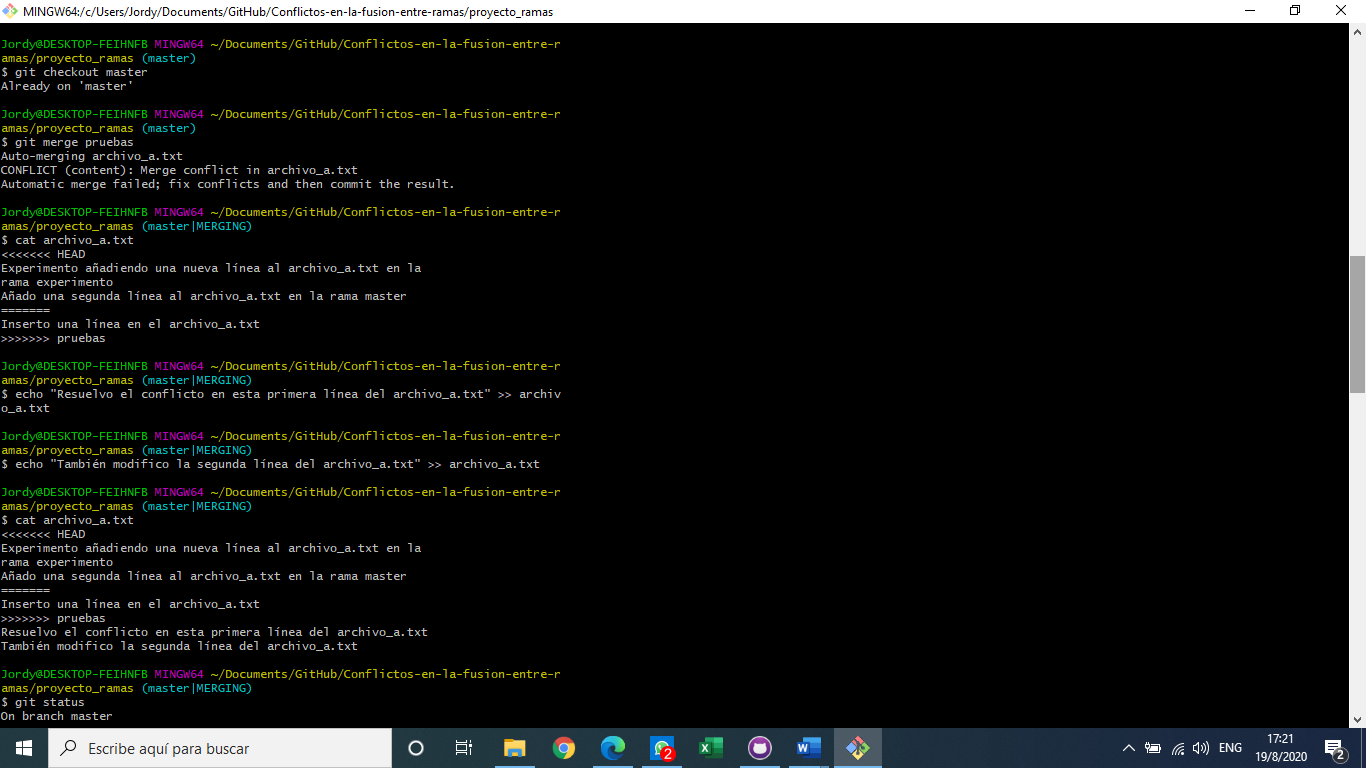 MINGW64:/c/Users/Jordy/Documents/GitHub/Conflictos-en-la-fusion-entre-ramas/proyecto_ramas
Jordy@DESKTOP-FEIHNFB MINGW64 ~/Documents/GitHub/Conflictos-en-la-fusion-entre-r
amas/proyecto_ramas (master)
$ git checkout master
Already on 'master'
Jordy@DESKTOP-FEIHNFB MINGW64 ~/Documents/GitHub/Conflictos-en-la-fusion-entre-r
amas/proyecto_ramas (master)
$ git merge pruebas
Auto-merging archivo_a.txt
CONFLICT (content): Merge conflict in archivo_a.txt
Automatic merge failed; fix conflicts and then commit the result.
Jordy@DESKTOP-FEIHNFB MINGW64 ~/Documents/GitHub/Conflictos-en-la-fusion-entre-r
amas/proyecto_ramas (master|MERGING)
$ cat archivo_a.txt
<<<<<<< HEAD
Experimento añadiendo una nueva línea al archivo_a.txt en la
rama experimento
Añado una segunda línea al archivo_a.txt en la rama master
=======
Inserto una línea en el archivo_a.txt
>>>>>>> pruebas
Jordy@DESKTOP-FEIHNFB MINGW64 ~/Documents/GitHub/Conflictos-en-la-fusion-entre-r
amas/proyecto_ramas (master|MERGING)
$ echo "Resuelvo el conflicto en esta primera línea del archivo_a.txt" >> archiv
o_a.txt
Jordy@DESKTOP-FEIHNFB MINGW64 ~/Documents/GitHub/Conflictos-en-la-fusion-entre-r
amas/proyecto_ramas (master|MERGING)
$ echo "También modifico la segunda línea del archivo_a.txt" >> archivo_a.txt
Jordy@DESKTOP-FEIHNFB MINGW64 ~/Documents/GitHub/Conflictos-en-la-fusion-entre-r
amas/proyecto_ramas (master|MERGING)
$ cat archivo_a.txt
<<<<<<< HEAD
Experimento añadiendo una nueva línea al archivo_a.txt en la
rama experimento
Añado una segunda línea al archivo_a.txt en la rama master
=======
Inserto una línea en el archivo_a.txt
>>>>>>> pruebas
Resuelvo el conflicto en esta primera línea del archivo_a.txt
También modifico la segunda línea del archivo_a.txt
Jordy@DESKTOP-FEIHNFB MINGW64 ~/Documents/GitHub/Conflictos-en-la-fusion-entre-r
amas/proyecto_ramas (master|MERGING)
$ git status
On branch master
Escribe aquí para buscar
2
ENG
17:21
19/8/2020
2